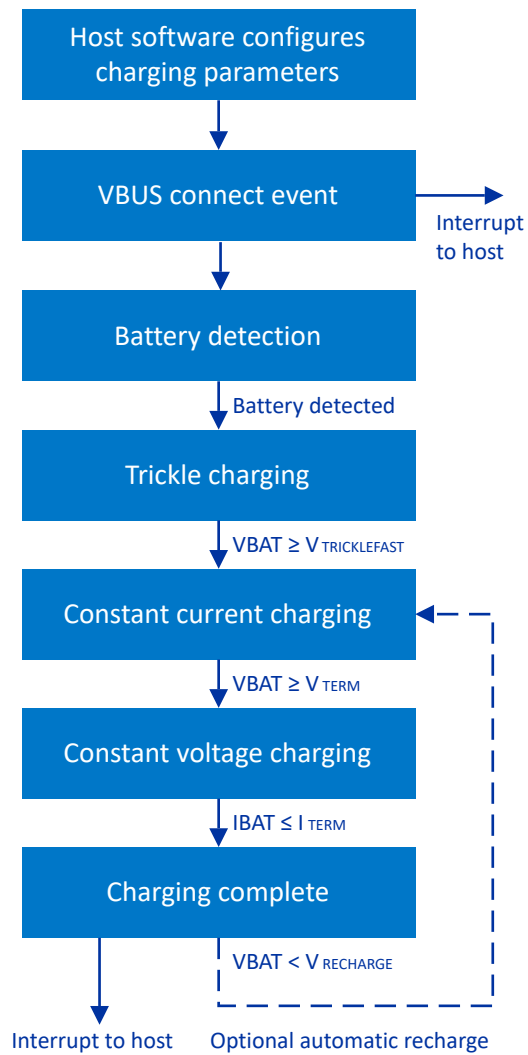 Host software configures
charging parameters
VBUS connect event
Interrupt
to host
Battery detection
Battery detected
Trickle charging
VBAT ≥ V TRICKLEFAST
Constant current charging
VBAT ≥ V TERM
Constant voltage charging
IBAT ≤ I TERM
Charging complete
VBAT < V RECHARGE
Interrupt to host
Optional automatic recharge